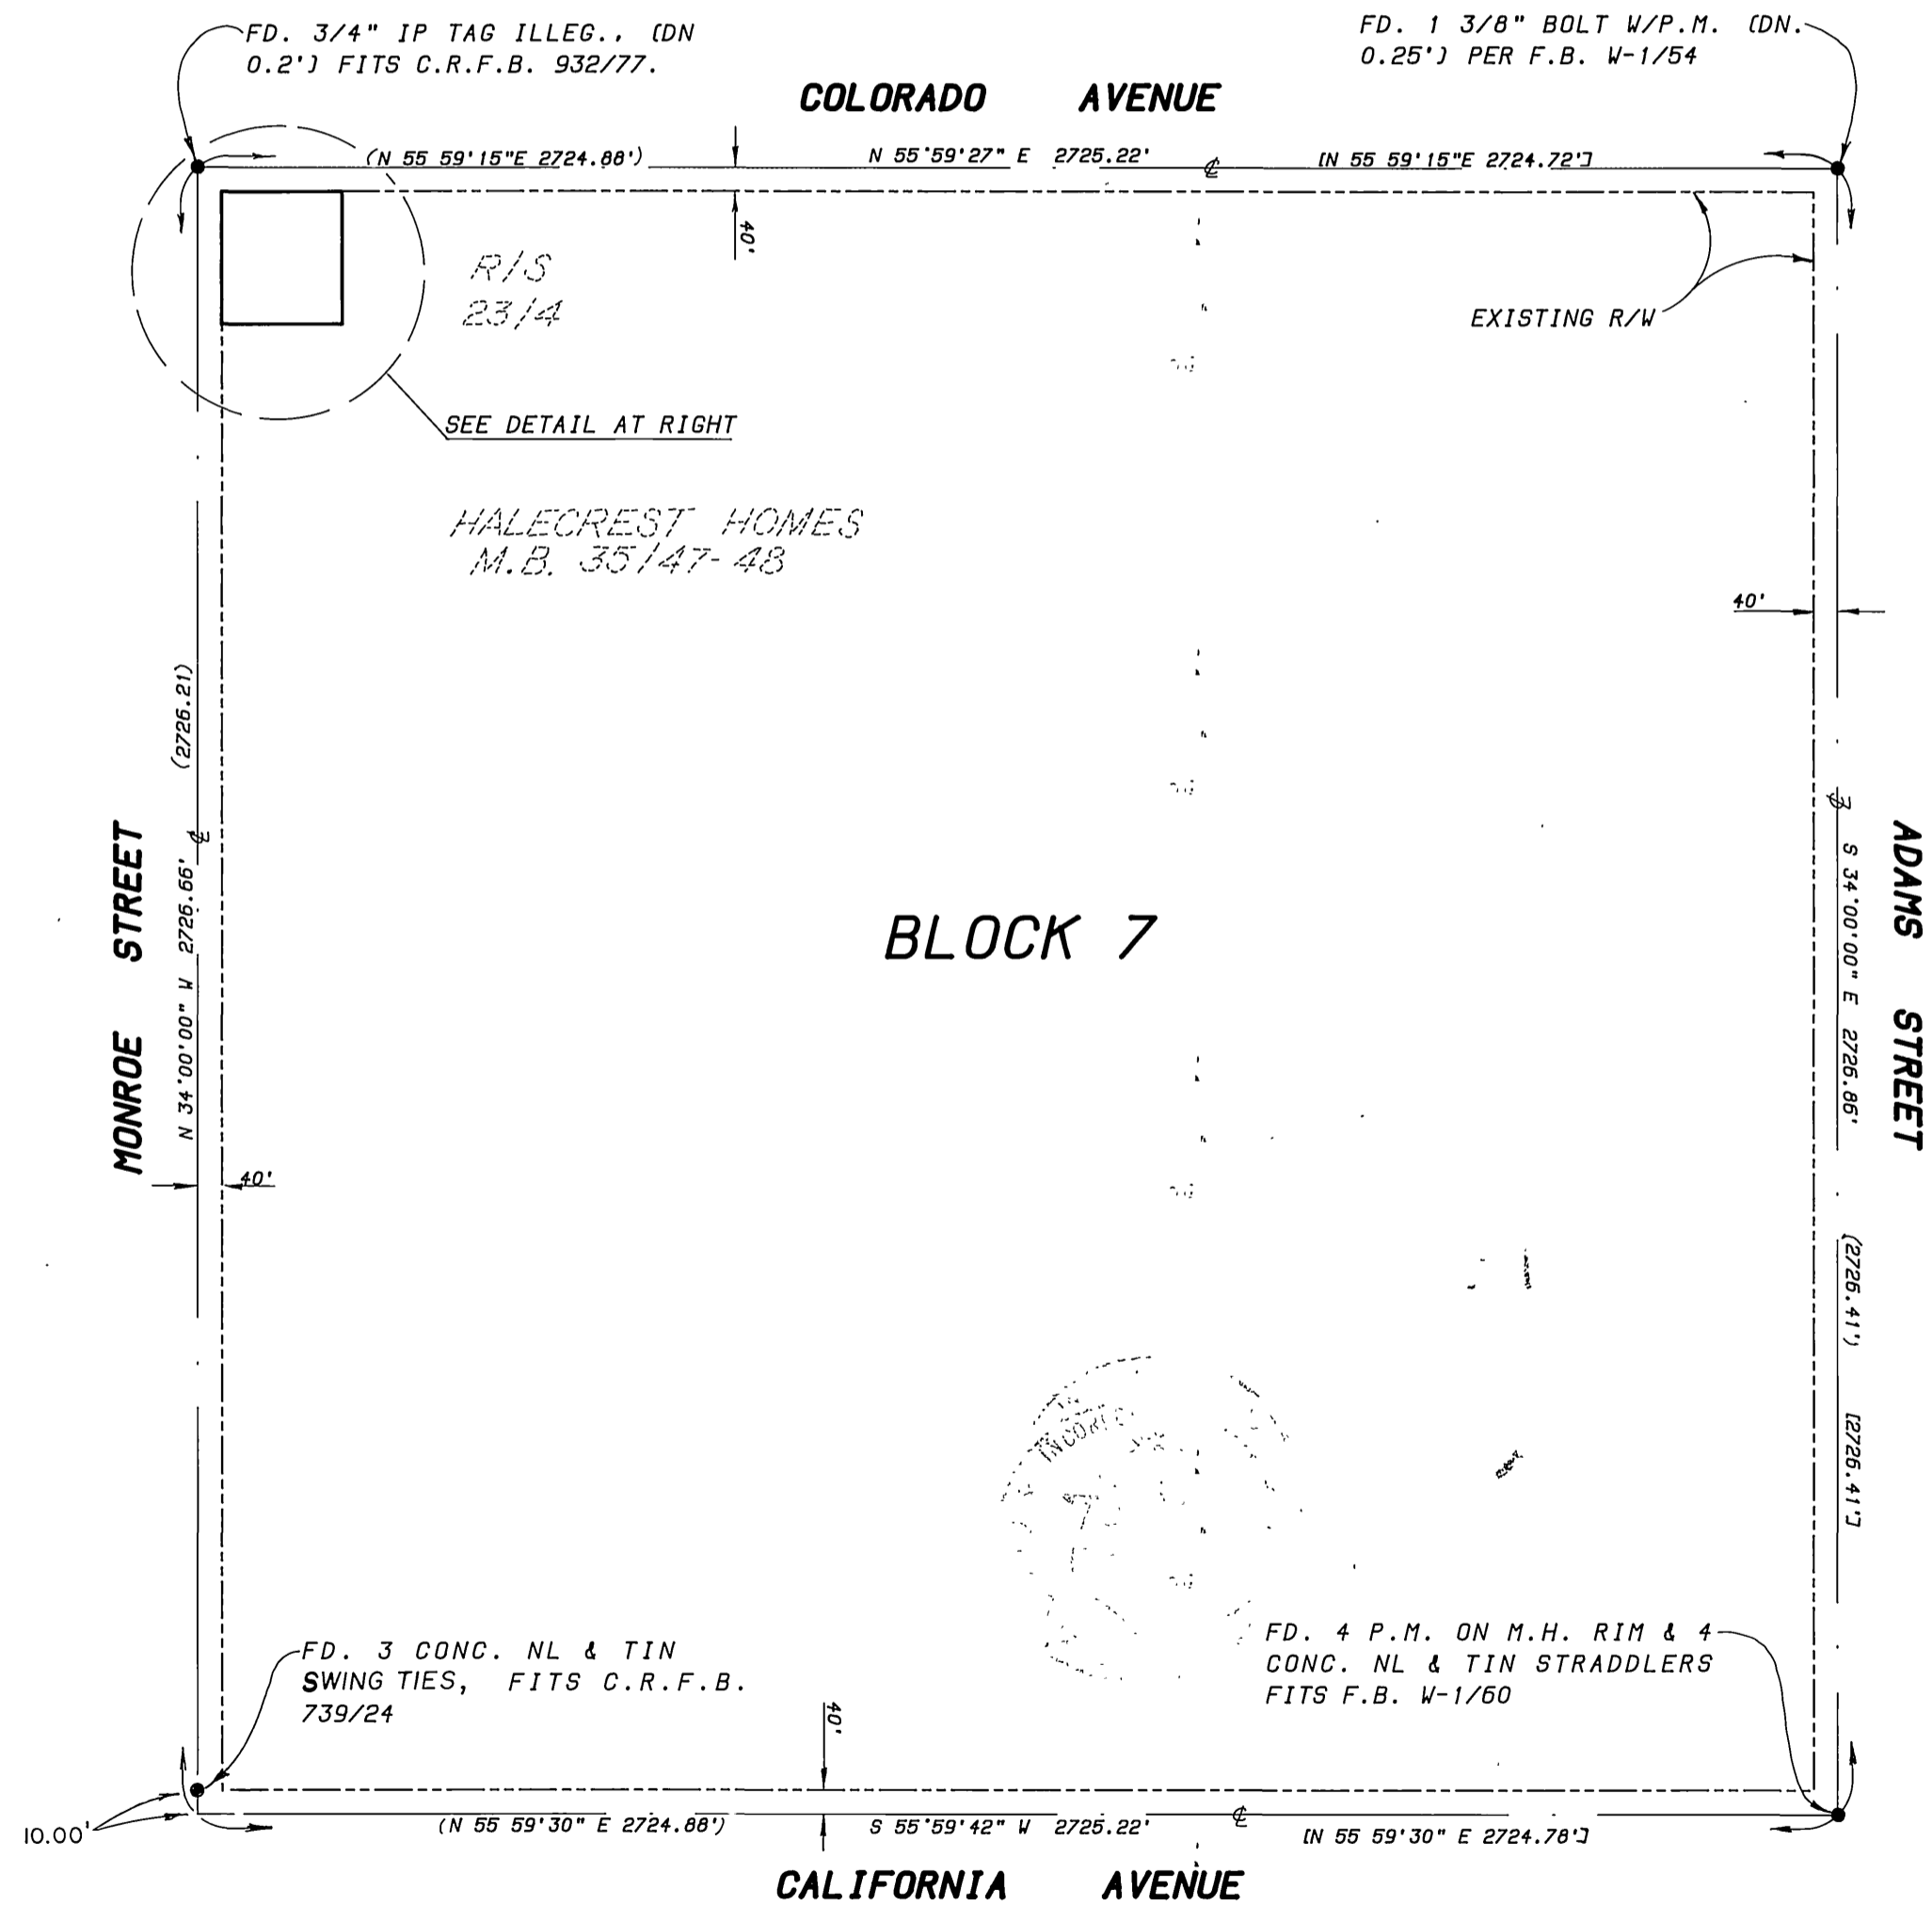 FD. 3/4" IP TAG ILLEG., (DN
0.2') FITS C.R.F.B. 932/77.
FD. 1 3/8" BOLT W/P.M. (DN.
0.25') PER F.B. W-1/54
COLORADO AVENUE
(N 55 59'15"E 2724.88')
N 55°59'27" E 2725.22'
[N 55 59'15"E 2724.72']
40'
R/S
23/4
EXISTING R/W
SEE DETAIL AT RIGHT
HALECREST HOMES
M.B. 35/47-48
40'
(2726.21)
N 34°00'00" W 2726.66'
MONROE STREET
BLOCK 7
S 34°00'00" E 2726.86'
ADAMS STREET
40'
(2726.41')
[2726.41']
FD. 3 CONC. NL & TIN
SWING TIES, FITS C.R.F.B.
739/24
FD. 4 P.M. ON M.H. RIM & 4
CONC. NL & TIN STRADDLERS
FITS F.B. W-1/60
40'
10.00'
(N 55 59'30" E 2724.88')
S 55°59'42" W 2725.22'
[N 55 59'30" E 2724.78']
CALIFORNIA AVENUE